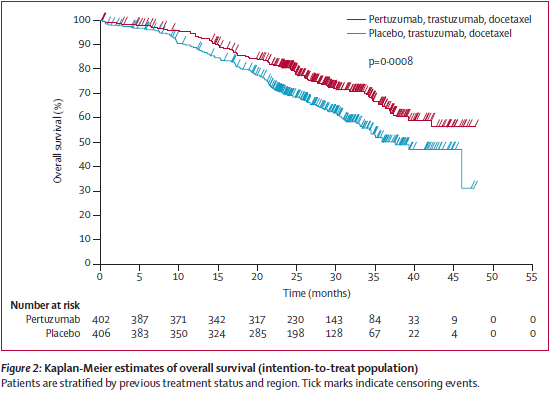 100
90
80
70
60
50
40
30
20
10
0
Overall survival (%)
Pertuzumab, trastuzumab, docetaxel
Placebo, trastuzumab, docetaxel
p=0·0008
0 5 10 15 20 25 30 35 40 45 50 55
Time (months)
Number at risk
Pertuzumab 402 387 371 342 317 230 143 84 33 9 0 0
Placebo 406 383 350 324 285 198 128 67 22 4 0 0
Figure 2: Kaplan-Meier estimates of overall survival (intention-to-treat population)
Patients are stratified by previous treatment status and region. Tick marks indicate censoring events.